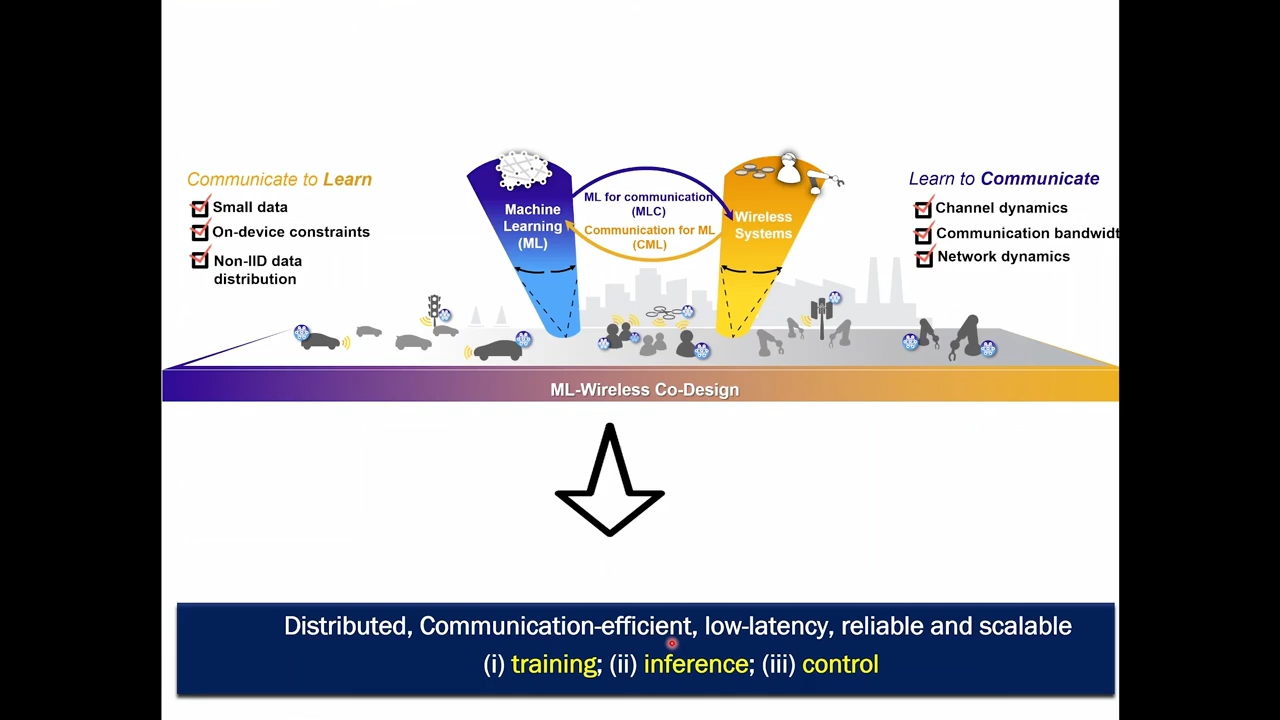 Communicate to Learn
Small data
On-device constraints
Non-IID data
distribution
Machine
Learning
(ML)
ML for communication
(MLC)
Communication for ML
(CML)
Wireless
Systems
Learn to Communicate
Channel dynamics
Communication bandwidt
Network dynamics
ML-Wireless Co-Design
Distributed, Communication-efficient, low-latency, reliable and scalable
(i) training; (ii) inference; (iii) control